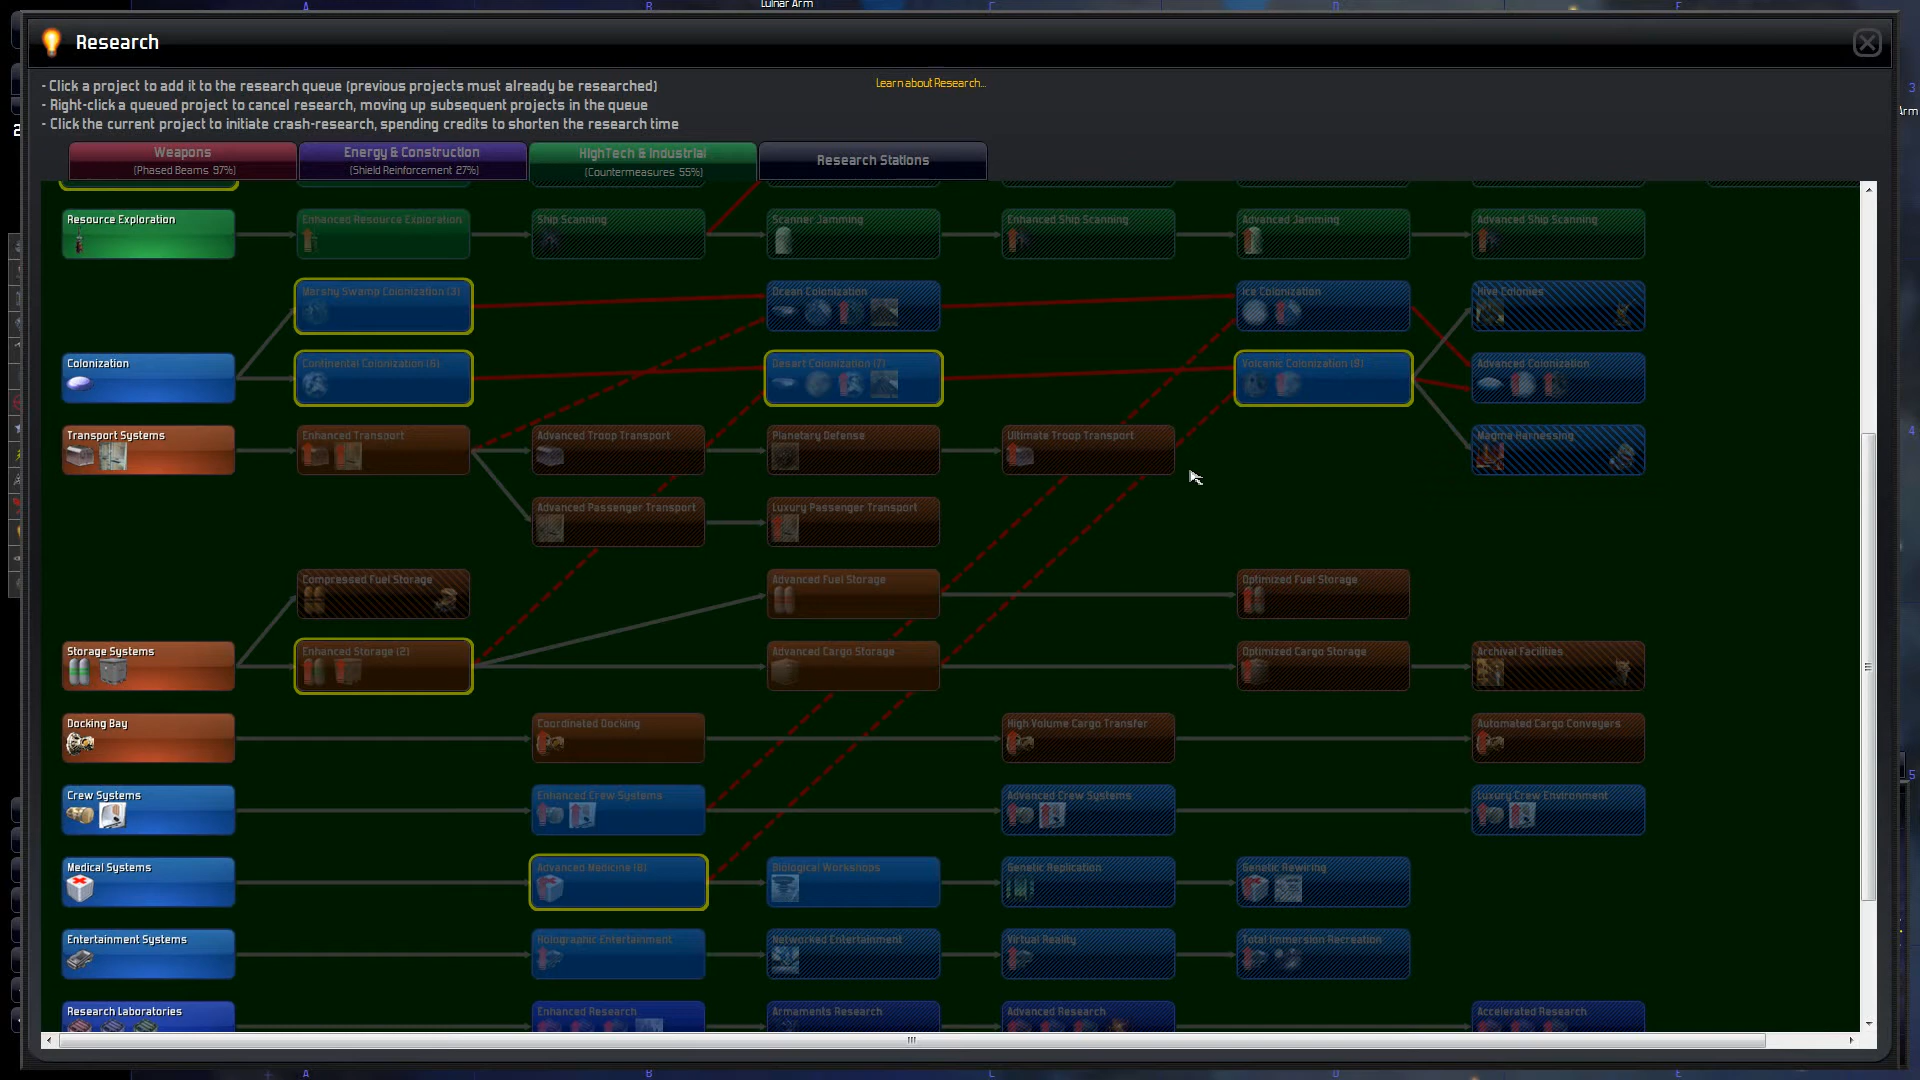 A
B
Lulnar Arm
C
D
E
Research
- Click a project to add it to the research queue (previous projects must already be researched)
- Right-click a queued project to cancel research, moving up subsequent projects in the queue
- Click the current project to initiate crash-research, spending credits to shorten the research time
Learn about Research...
3
Arm
2
Weapons
(Phased Beams 97%)
Energy & Construction
(Shield Reinforcement 27%)
HighTech & Industrial
(Countermeasures 55%)
Research Stations
Resource Exploration
Enhanced Resource Exploration
Ship Scanning
Scanner Jamming
Enhanced Ship Scanning
Advanced Jamming
Advanced Ship Scanning
Marshy Swamp Colonization (3)
Ocean Colonization
Ice Colonization
Hive Colonies
Colonization
Continental Colonization (6)
Desert Colonization (7)
Volcanic Colonization (9)
Advanced Colonization
4
Transport Systems
Enhanced Transport
Advanced Troop Transport
Planetary Defense
Ultimate Troop Transport
Magma Harnessing
Advanced Passenger Transport
Luxury Passenger Transport
Compressed Fuel Storage
Advanced Fuel Storage
Optimized Fuel Storage
Storage Systems
Enhanced Storage (2)
Advanced Cargo Storage
Optimized Cargo Storage
Archival Facilities
Docking Bay
Coordinated Docking
High Volume Cargo Transfer
Automated Cargo Conveyers
5
Crew Systems
Enhanced Crew Systems
Advanced Crew Systems
Luxury Crew Environment
Medical Systems
Advanced Medicine (8)
Biological Workshops
Genetic Replication
Genetic Rewiring
Entertainment Systems
Holographic Entertainment
Networked Entertainment
Virtual Reality
Total Immersion Recreation
Research Laboratories
Enhanced Research
Armaments Research
Advanced Research
Accelerated Research
A
B
C
D
E